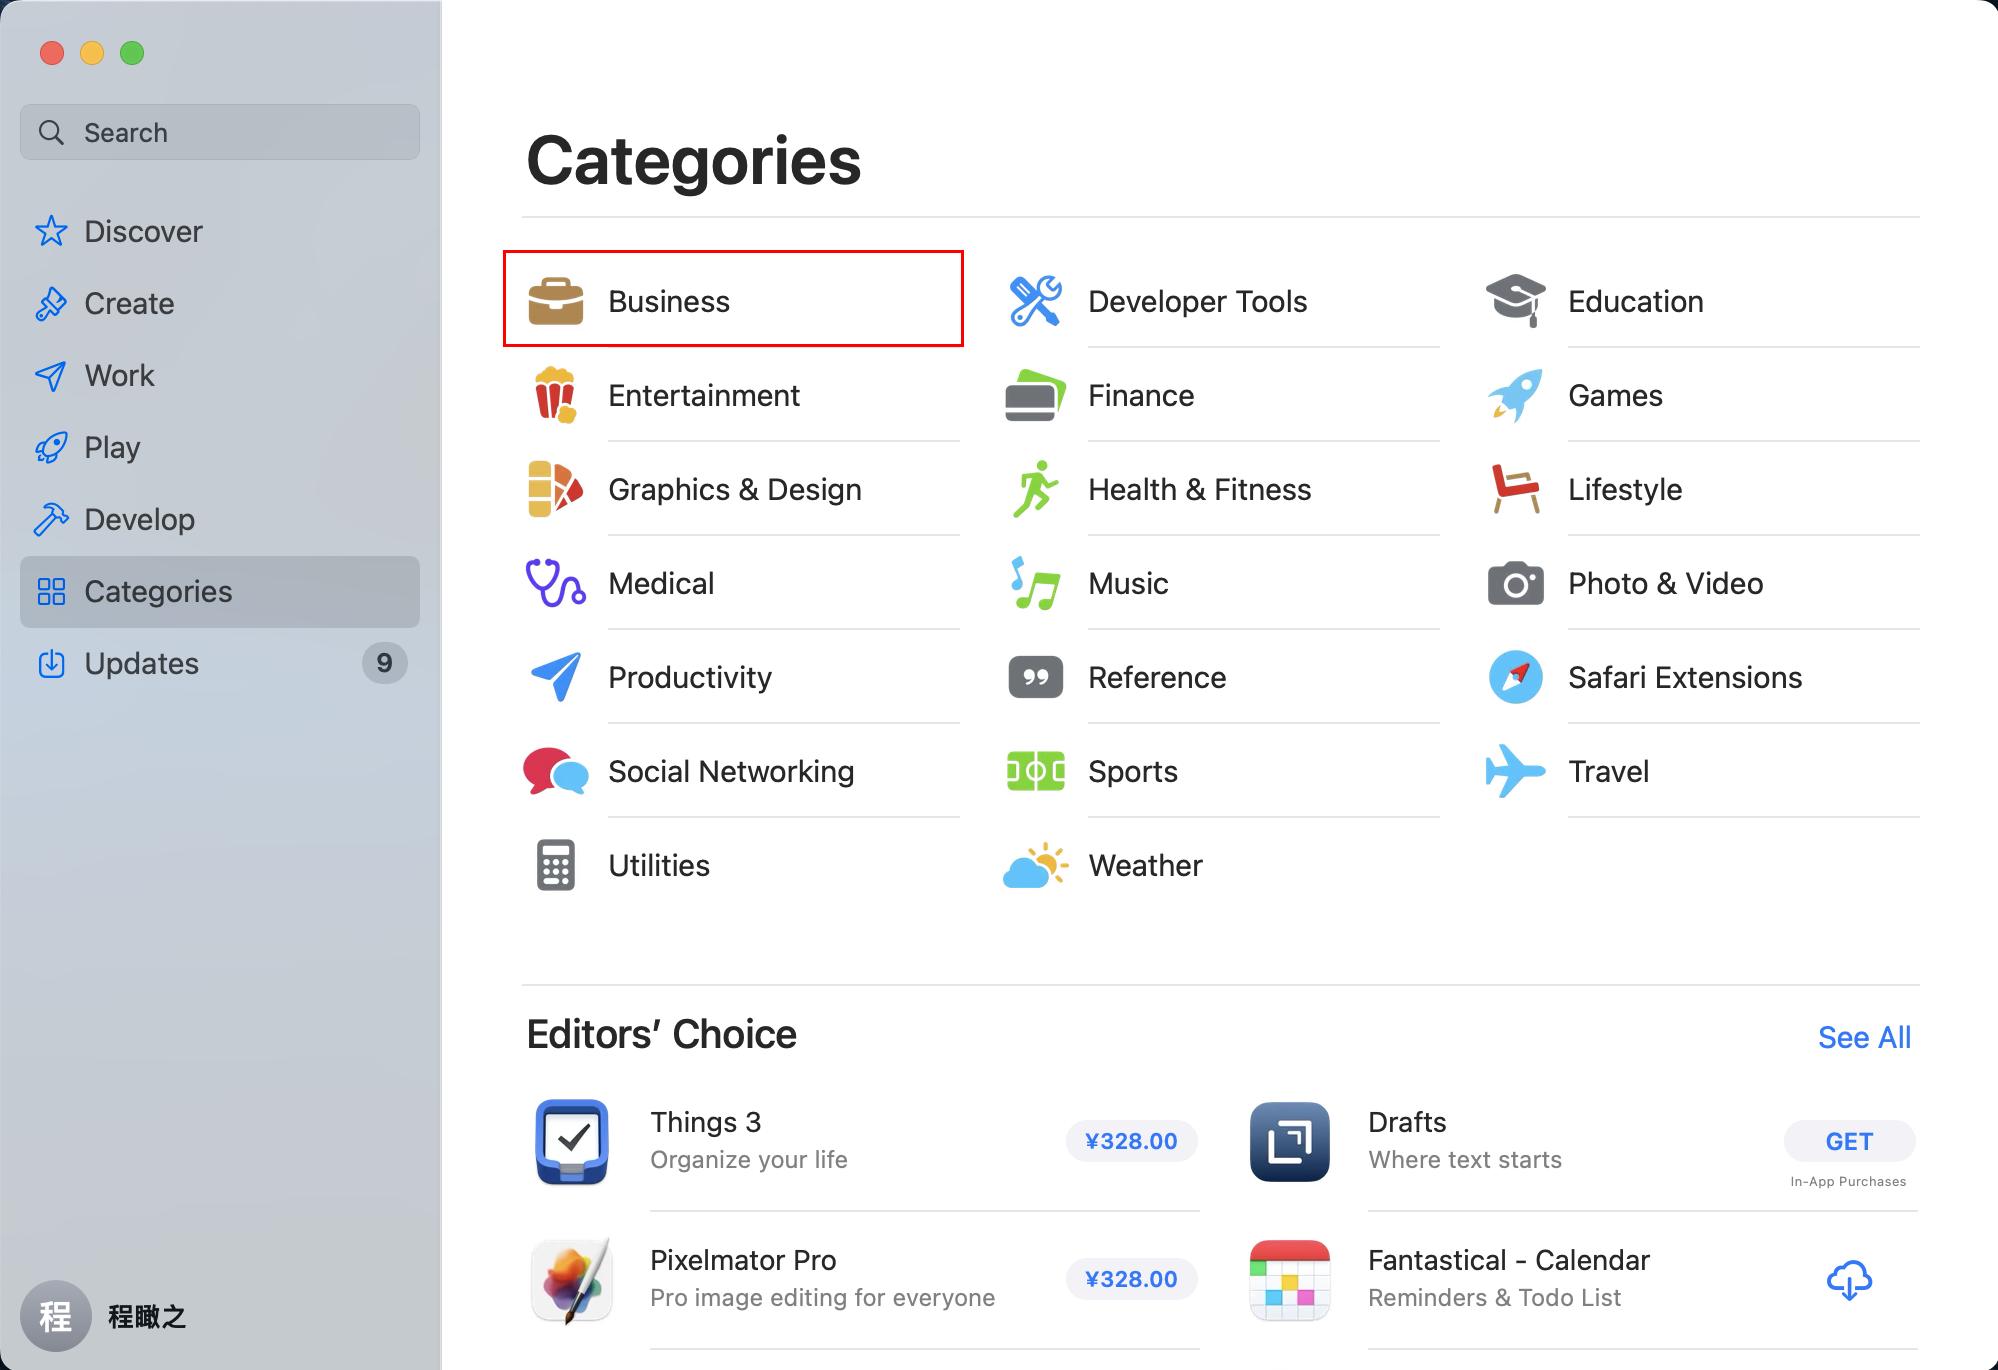 Search
Discover
Create
Work
Play
Develop
Categories
Updates 9
程 程瞰之
Categories
Business Developer Tools Education
Entertainment Finance Games
Graphics & Design Health & Fitness Lifestyle
Medical Music Photo & Video
Productivity Reference Safari Extensions
Social Networking Sports Travel
Utilities Weather
Editors’ Choice See All
Things 3
Organize your life
¥328.00
Drafts
Where text starts
GET
In-App Purchases
Pixelmator Pro
Pro image editing for everyone
¥328.00
Fantastical - Calendar
Reminders & Todo List